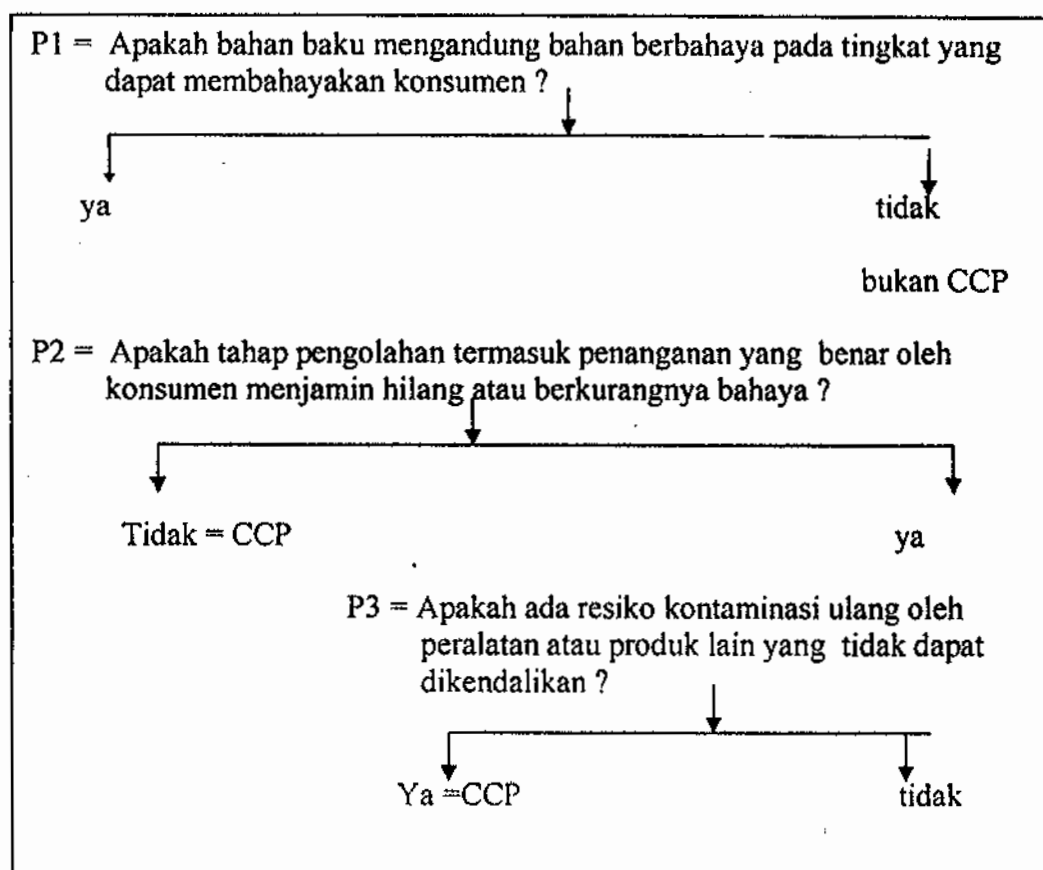 P1 = Apakah bahan baku mengandung bahan berbahaya pada tingkat yang
dapat membahayakan konsumen ?
ya
tidak
bukan CCP
P2 = Apakah tahap pengolahan termasuk penanganan yang benar oleh
konsumen menjamin hilang atau berkurangnya bahaya ?
Tidak = CCP
ya
P3 = Apakah ada resiko kontaminasi ulang oleh
peralatan atau produk lain yang tidak dapat
dikendalikan ?
Ya =CCP
tidak